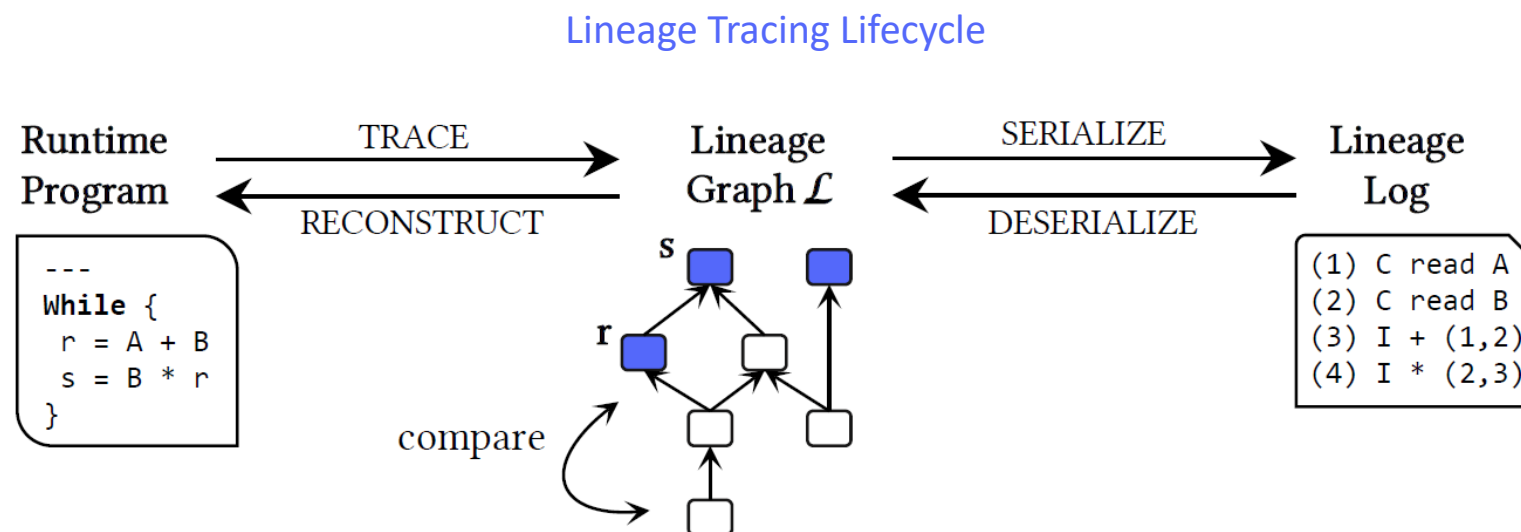 Lineage Tracing Lifecycle
Runtime
Program
TRACE
RECONSTRUCT
Lineage
Graph ℒ
SERIALIZE
DESERIALIZE
Lineage
Log
---
While {
r = A + B
s = B * r
}
s
r
compare
(1) C read A
(2) C read B
(3) I + (1,2)
(4) I * (2,3)